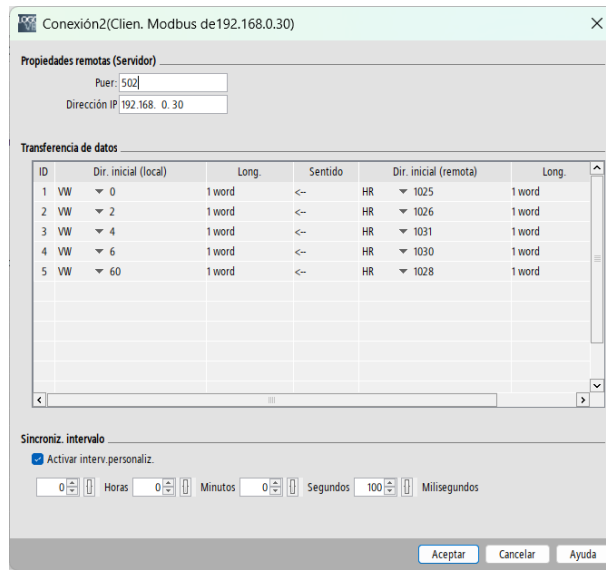 Conexión2(Clien. Modbus de192.168.0.30)
Propiedades remotas (Servidor)
Puer: 502
Dirección IP 192.168. 0. 30
Transferencia de datos
ID Dir. inicial (local) Long. Sentido Dir. inicial (remota) Long.
1 VW 0 1 word <-- HR 1025 1 word
2 VW 2 1 word <-- HR 1026 1 word
3 VW 4 1 word <-- HR 1031 1 word
4 VW 6 1 word <-- HR 1030 1 word
5 VW 60 1 word <-- HR 1028 1 word
Sincroniz. intervalo
Activar interv.personaliz.
0 Horas 0 Minutos 0 Segundos 100 Milisegundos
Aceptar Cancelar Ayuda